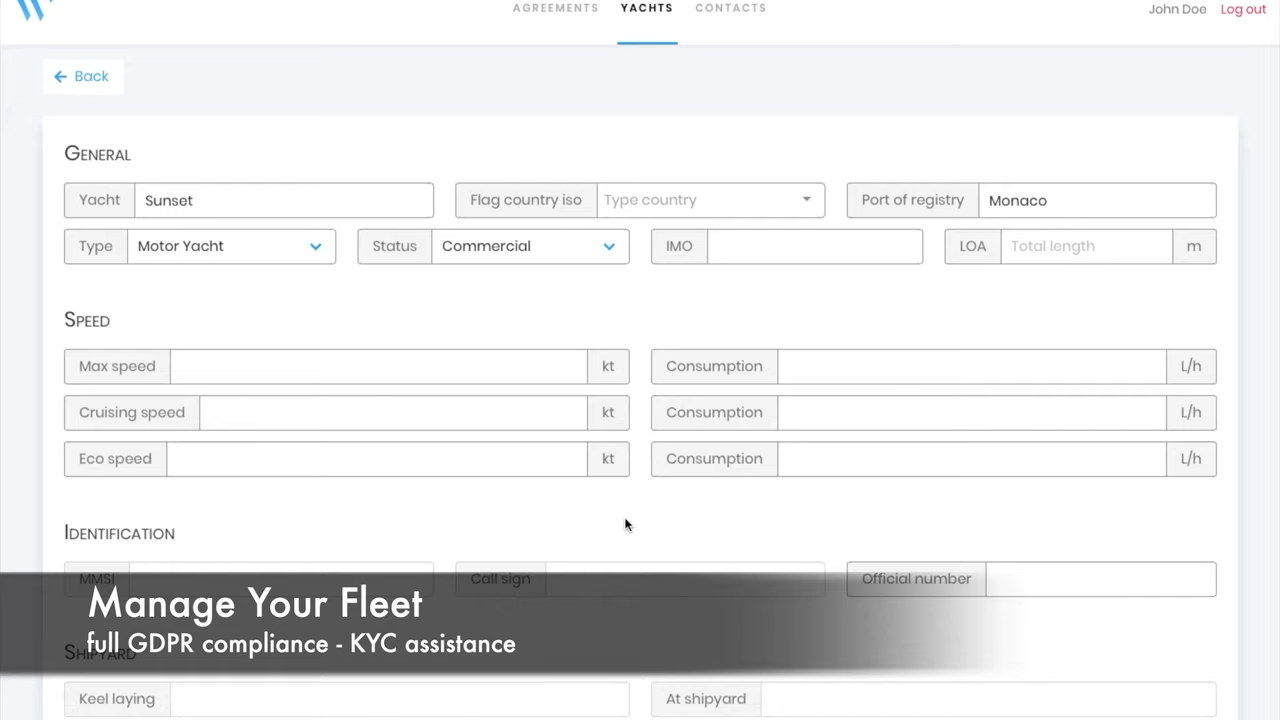 AGREEMENTS YACHTS CONTACTS John Doe Log out
Back
GENERAL
Yacht Sunset Flag country iso Type country Port of registry Monaco
Type Motor Yacht Status Commercial IMO LOA Total length m
SPEED
Max speed kt Consumption L/h
Cruising speed kt Consumption L/h
Eco speed kt Consumption L/h
IDENTIFICATION
MMSI Call sign Official number
Manage Your Fleet
full GDPR compliance - KYC assistance
SHIPYARD
Keel laying At shipyard